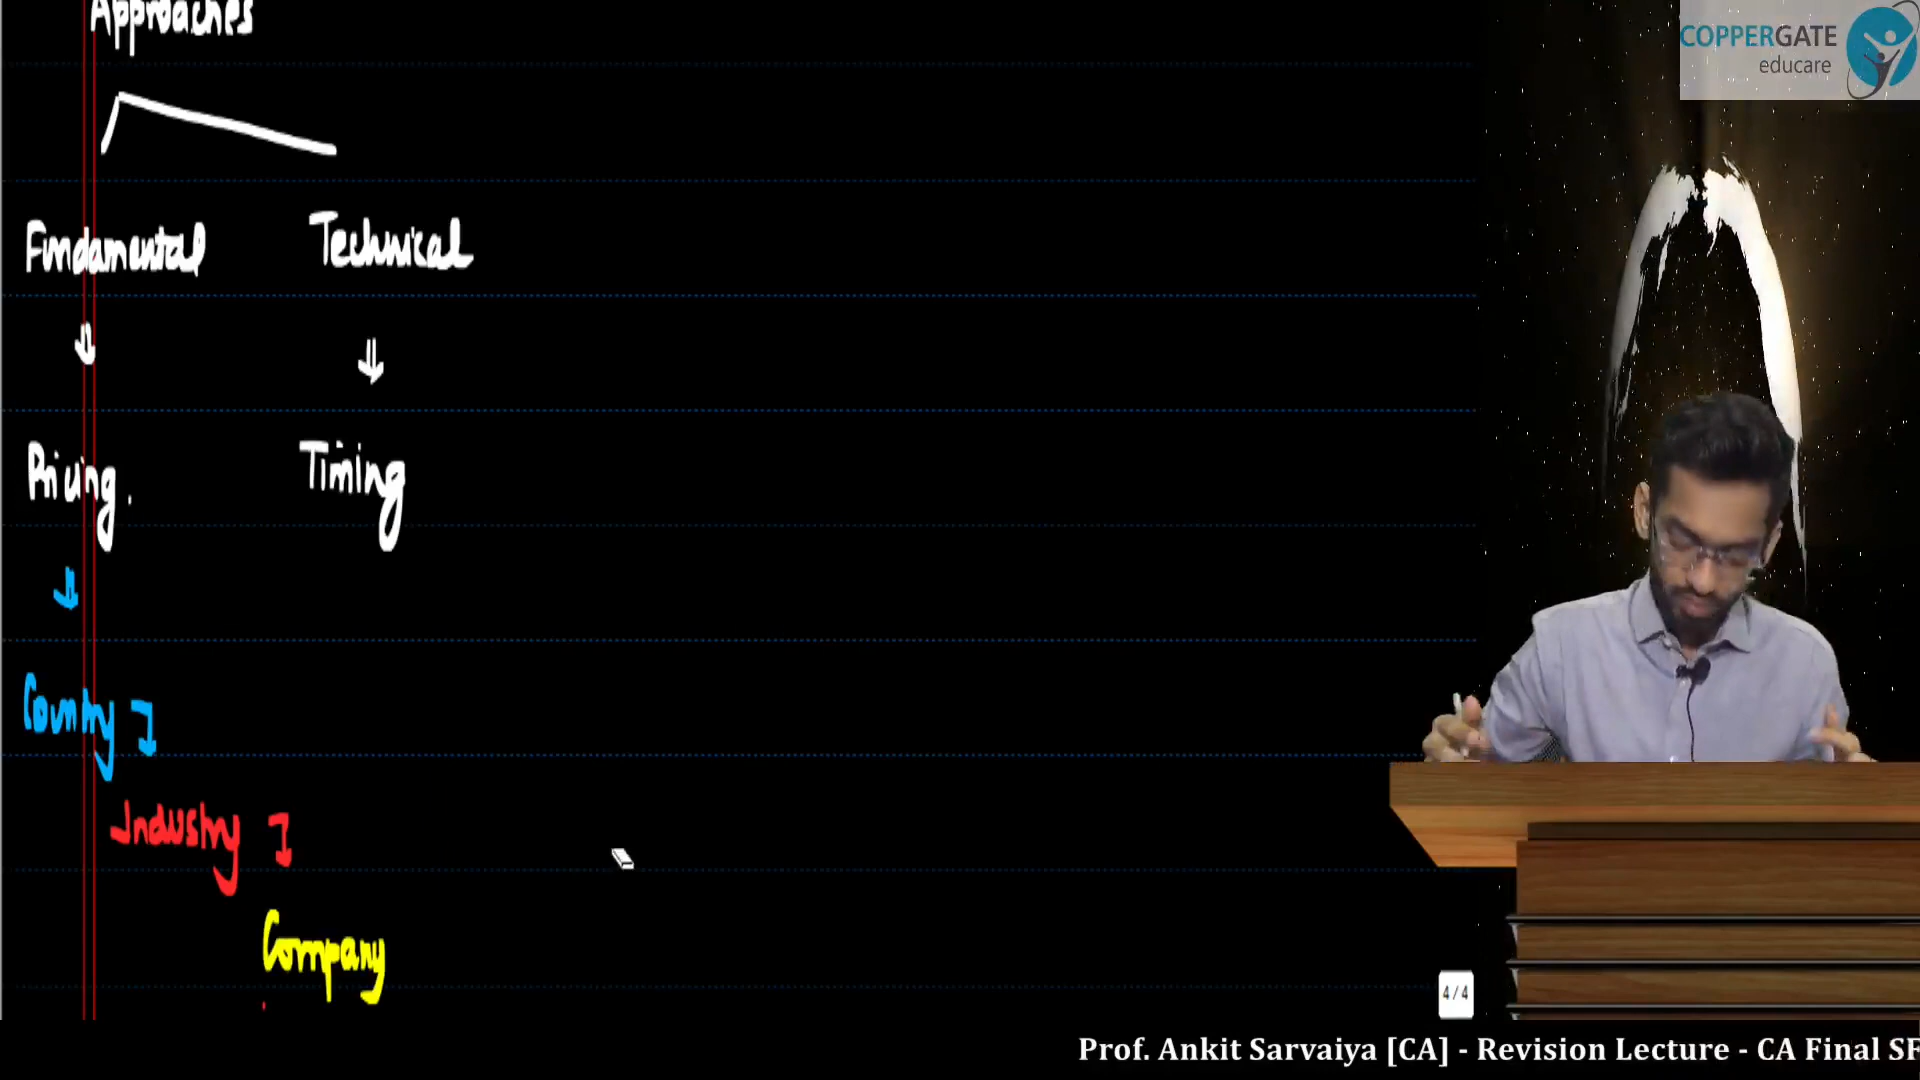 Approaches
COPPERGATE
educare
Fundamental Technical
Pricing. Timing
Country
Industry
Company
4/4
Prof. Ankit Sarvaiya [CA] - Revision Lecture - CA Final SF